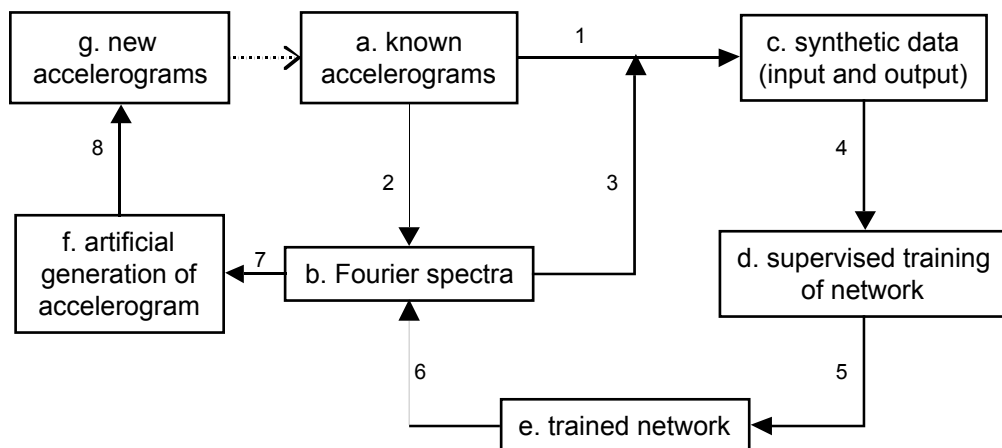 g. new
accelerograms
a. known
accelerograms
1
c. synthetic data
(input and output)
8
2
3
4
f. artificial
generation of
accelerogram
7
b. Fourier spectra
d. supervised training
of network
6
5
e. trained network